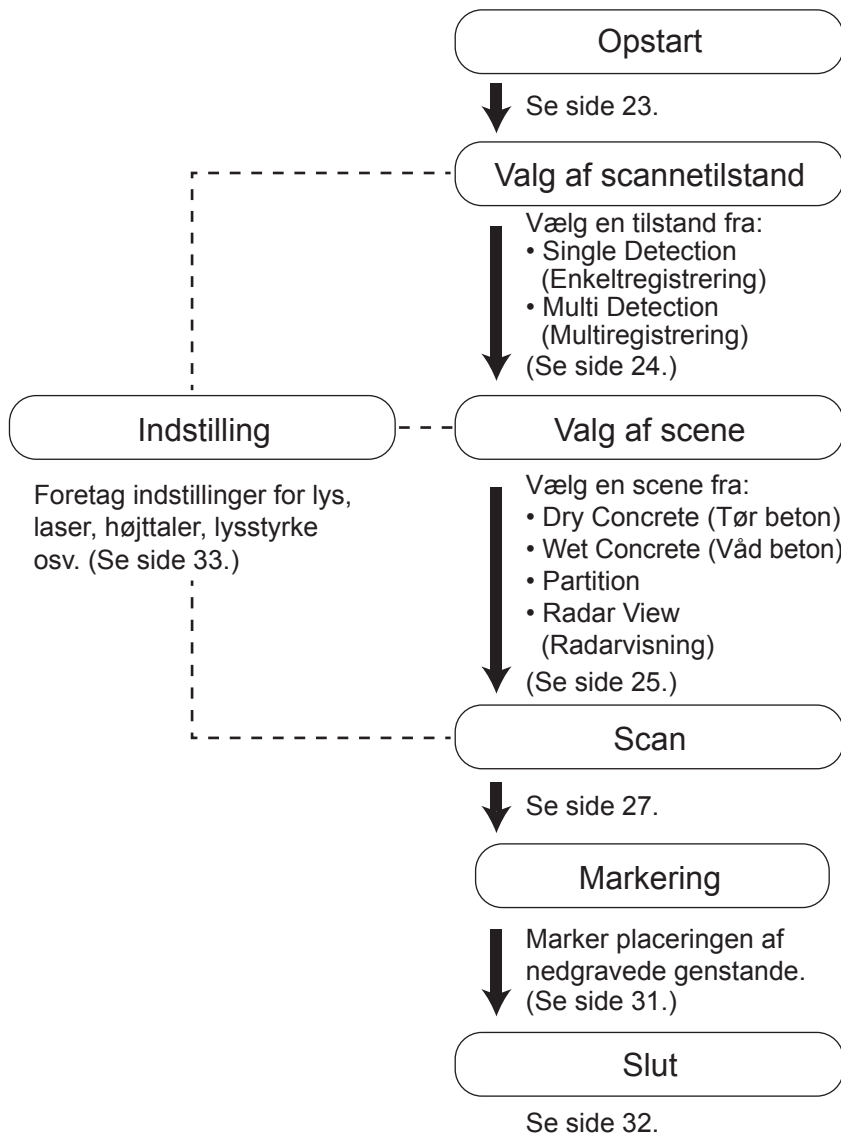 Opstart
Se side 23.
Valg af scannetilstand
Vælg en tilstand fra:
• Single Detection
(Enkeltregistrering)
• Multi Detection
(Multiregistrering)
(Se side 24.)
Indstilling
Foretag indstillinger for lys,
laser, højttaler, lysstyrke
osv. (Se side 33.)
Valg af scene
Vælg en scene fra:
• Dry Concrete (Tør beton)
• Wet Concrete (Våd beton)
• Partition
• Radar View
(Radarvisning)
(Se side 25.)
Scan
Se side 27.
Markering
Marker placeringen af
nedgravede genstande.
(Se side 31.)
Slut
Se side 32.